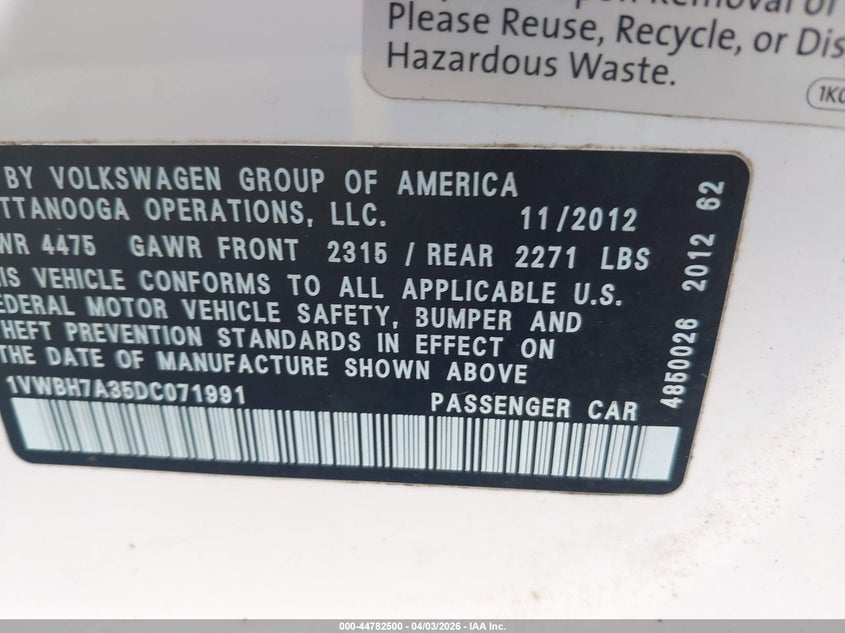 Removal or
Please Reuse, Recycle, or Dis
Hazardous Waste.
1K0
BY VOLKSWAGEN GROUP OF AMERICA
TTANOOGA OPERATIONS, LLC. 11/2012
WR 4475 GAWR FRONT 2315 / REAR 2271 LBS
IS VEHICLE CONFORMS TO ALL APPLICABLE U.S.
EDERAL MOTOR VEHICLE SAFETY, BUMPER AND
HEFT PREVENTION STANDARDS IN EFFECT ON
THE DATE OF MANUFACTURE SHOWN ABOVE
1VWBH7A35DC071991 PASSENGER CAR
4850026 2012 62
000-44782500 - 04/03/2026 - IAA Inc.